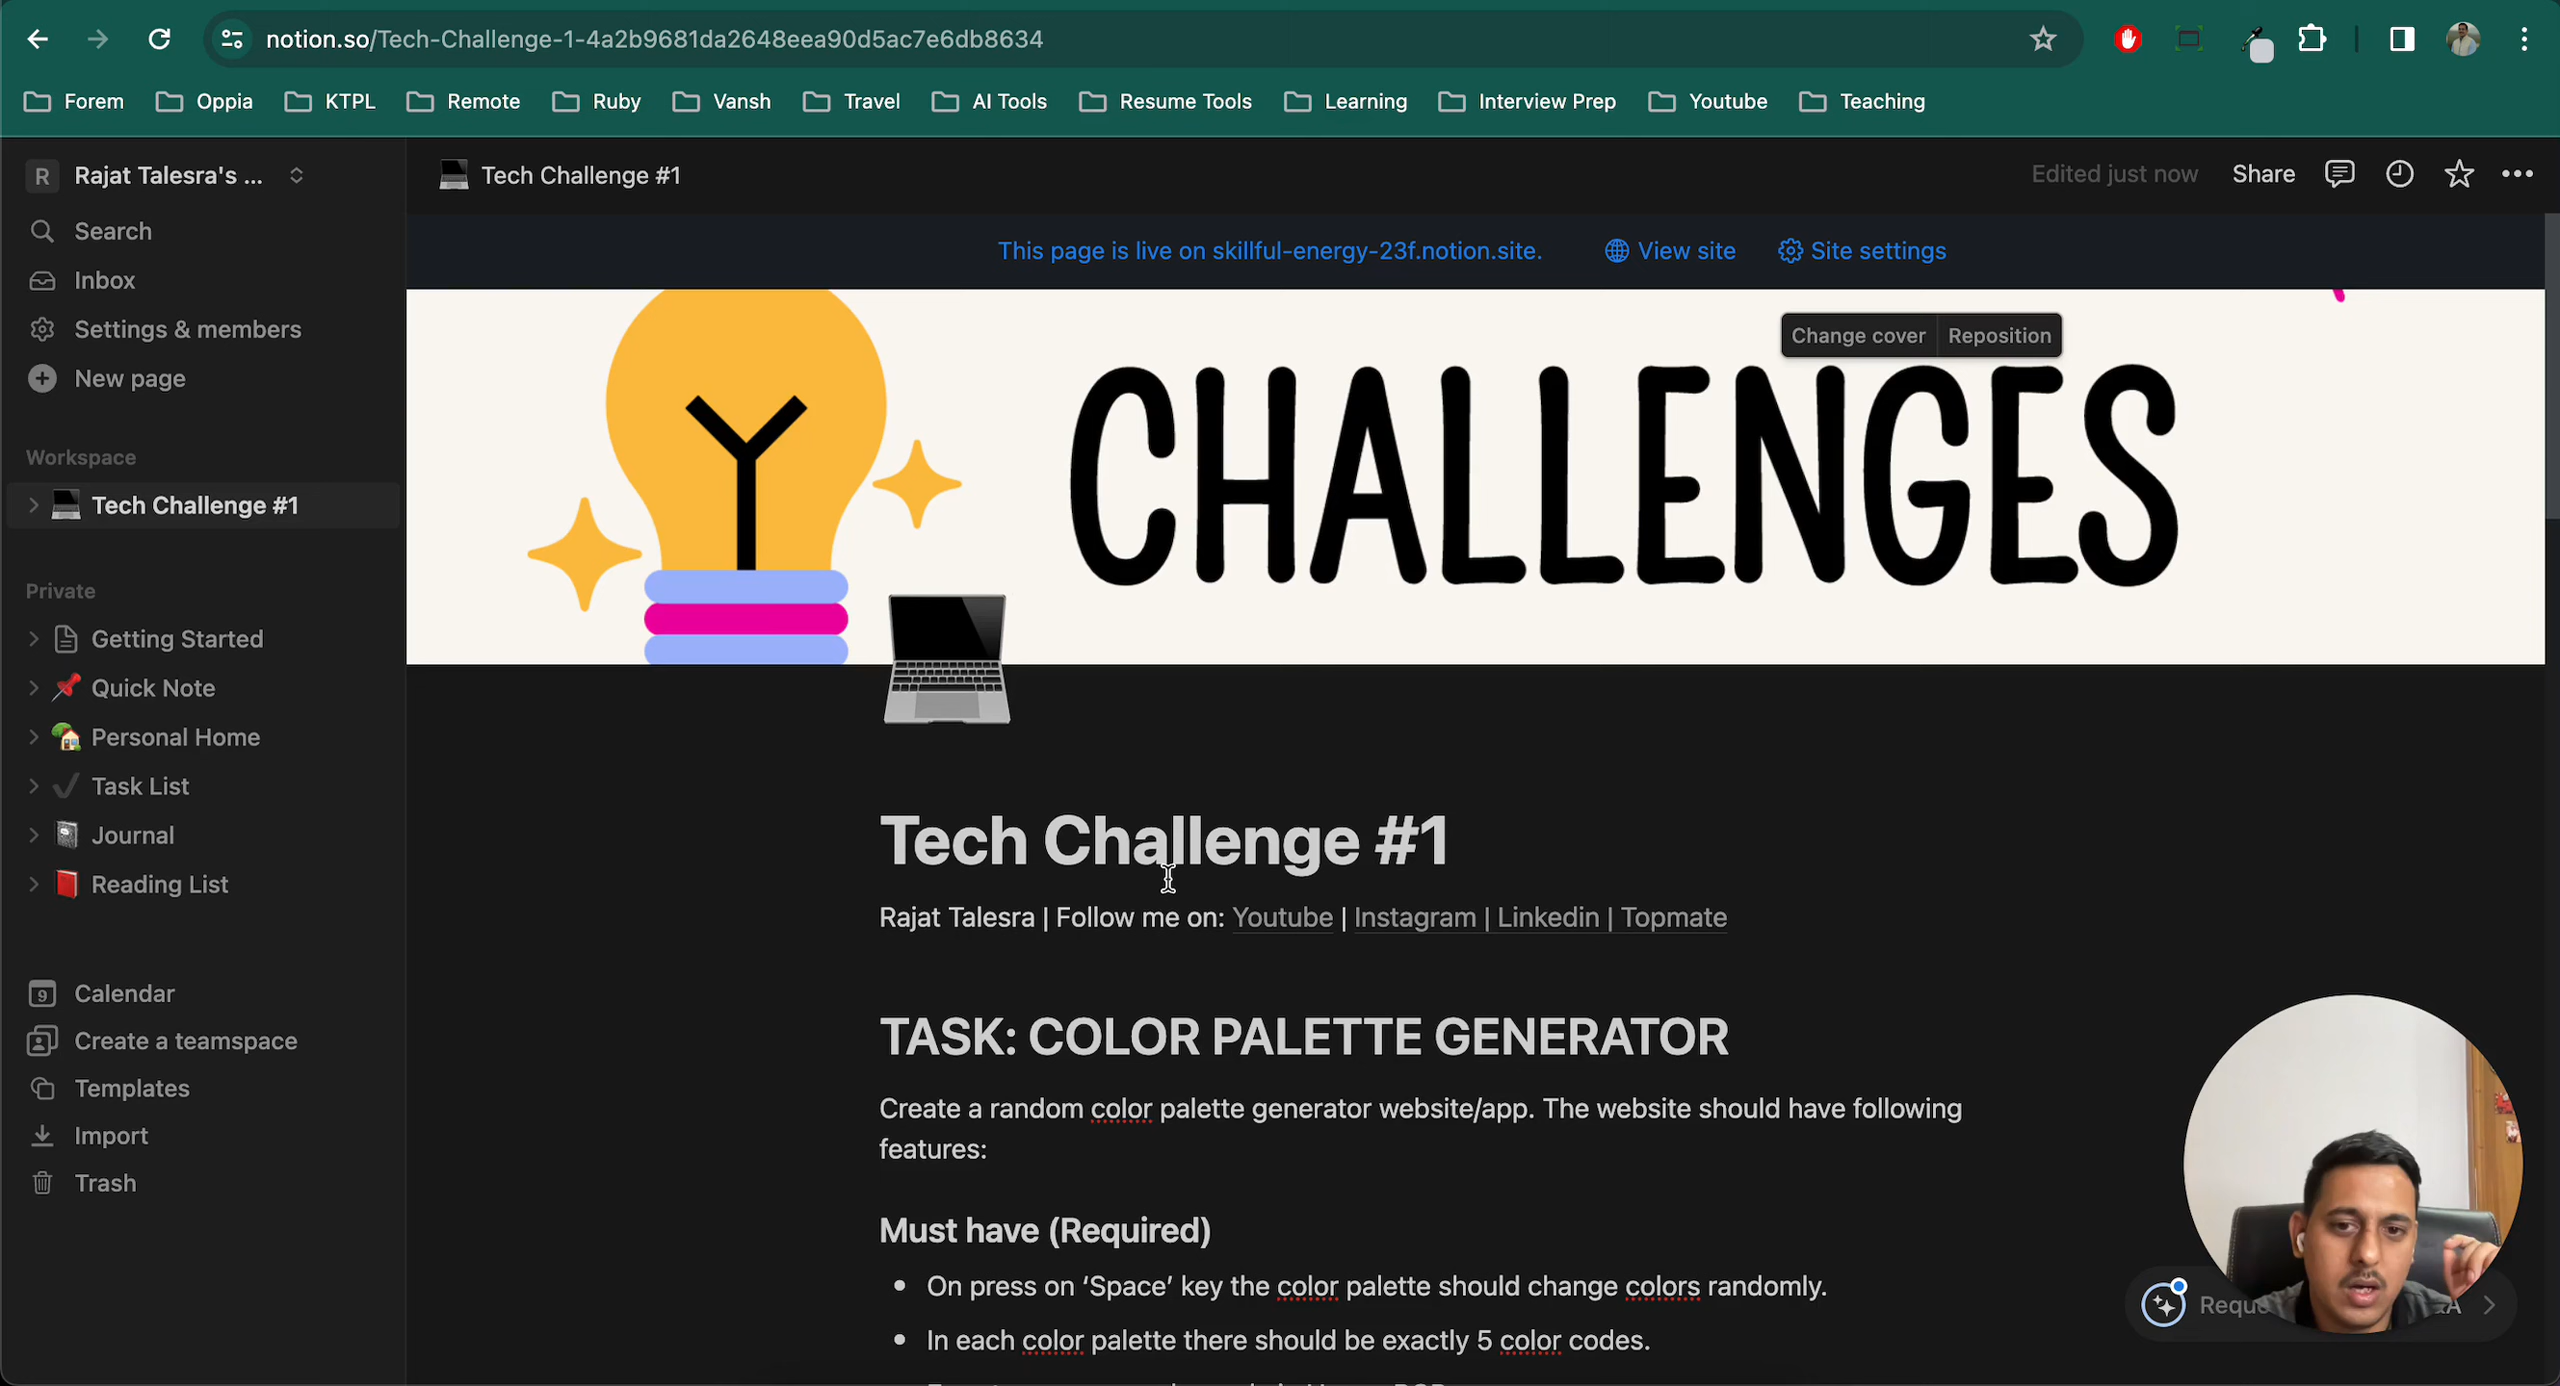 notion.so/Tech-Challenge-1-4a2b9681da2648eea90d5ac7e6db8634
Forem Oppia KTPL Remote Ruby Vansh Travel AI Tools Resume Tools Learning Interview Prep Youtube Teaching
R Rajat Talesra's ...
Search
Inbox
Settings & members
New page
Workspace
Tech Challenge #1
Private
Getting Started
Quick Note
Personal Home
Task List
Journal
Reading List
9 Calendar
Create a teamspace
Templates
Import
Trash
Tech Challenge #1
Edited just now Share
This page is live on skillful-energy-23f.notion.site. View site Site settings
Change cover Reposition
CHALLENGES
Tech Challenge #1
Rajat Talesra | Follow me on: Youtube | Instagram | Linkedin | Topmate
TASK: COLOR PALETTE GENERATOR
Create a random color palette generator website/app. The website should have following
features:
Must have (Required)
• On press on ‘Space’ key the color palette should change colors randomly.
• In each color palette there should be exactly 5 color codes.